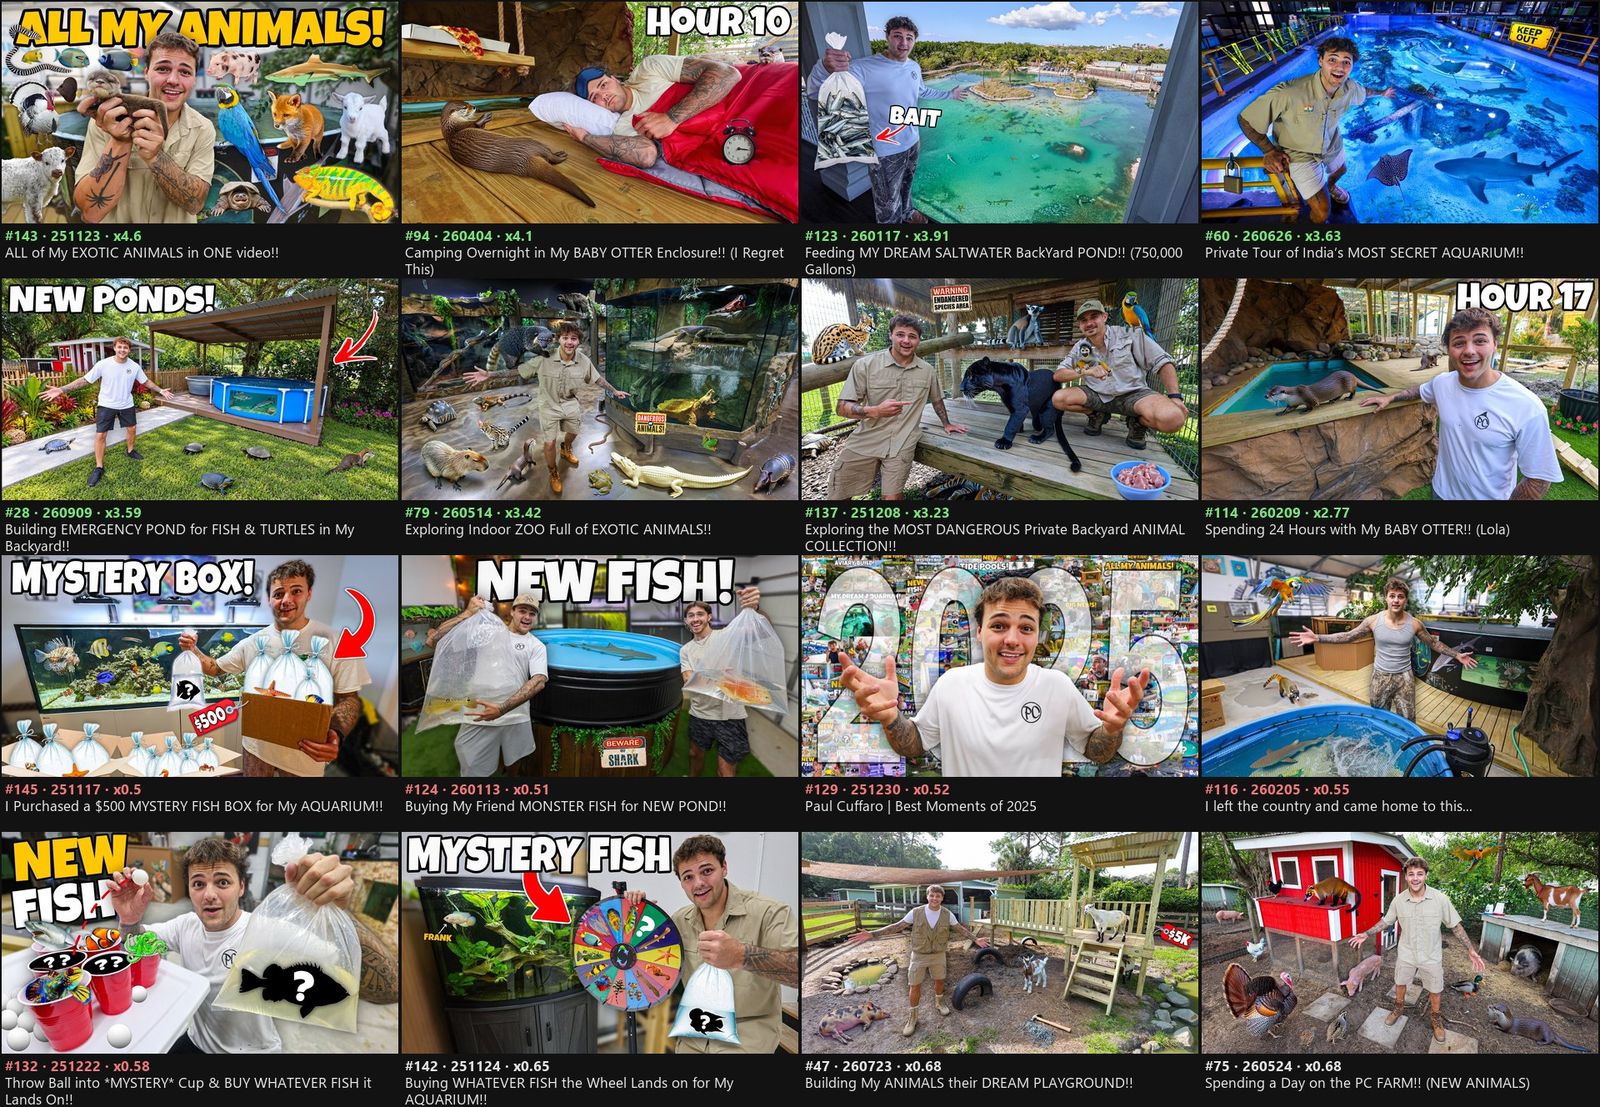 ALL MY ANIMALS!
#143 · 251123 · x4.6
ALL of My EXOTIC ANIMALS in ONE video!!
HOUR 10
#94 · 260404 · x4.1
Camping Overnight in My BABY OTTER Enclosure!! (I Regret
This)
BAIT
#123 · 260117 · x3.91
Feeding MY DREAM SALTWATER BackYard POND!! (750,000
Gallons)
KEEP
OUT
#60 · 260626 · x3.63
Private Tour of India's MOST SECRET AQUARIUM!!
NEW PONDS!
#28 · 260909 · x3.59
Building EMERGENCY POND for FISH & TURTLES in My
Backyard!!
DANGEROUS
ANIMALS!
#79 · 260514 · x3.42
Exploring Indoor ZOO Full of EXOTIC ANIMALS!!
WARNING
ENDANGERED
SPECIES AREA
#137 · 251208 · x3.23
Exploring the MOST DANGEROUS Private Backyard ANIMAL
COLLECTION!!
HOUR 17
PC
#114 · 260209 · x2.77
Spending 24 Hours with My BABY OTTER!! (Lola)
MYSTERY BOX!
?
$500
#145 · 251117 · x0.5
I Purchased a $500 MYSTERY FISH BOX for My AQUARIUM!!
NEW FISH!
PC
BEWARE
OF
SHARK
#124 · 260113 · x0.51
Buying My Friend MONSTER FISH for NEW POND!!
TIDE POOLS!
ALL MY ANIMALS!
2025
PC
#129 · 251230 · x0.52
Paul Cuffaro | Best Moments of 2025
#116 · 260205 · x0.55
I left the country and came home to this...
NEW
FISH
? ?
? ?
PC
?
#132 · 251222 · x0.58
Throw Ball into *MYSTERY* Cup & BUY WHATEVER FISH it
Lands On!!
MYSTERY FISH
FRANK
?
?
#142 · 251124 · x0.65
Buying WHATEVER FISH the Wheel Lands on for My
AQUARIUM!!
$5K
#47 · 260723 · x0.68
Building My ANIMALS their DREAM PLAYGROUND!!
#75 · 260524 · x0.68
Spending a Day on the PC FARM!! (NEW ANIMALS)